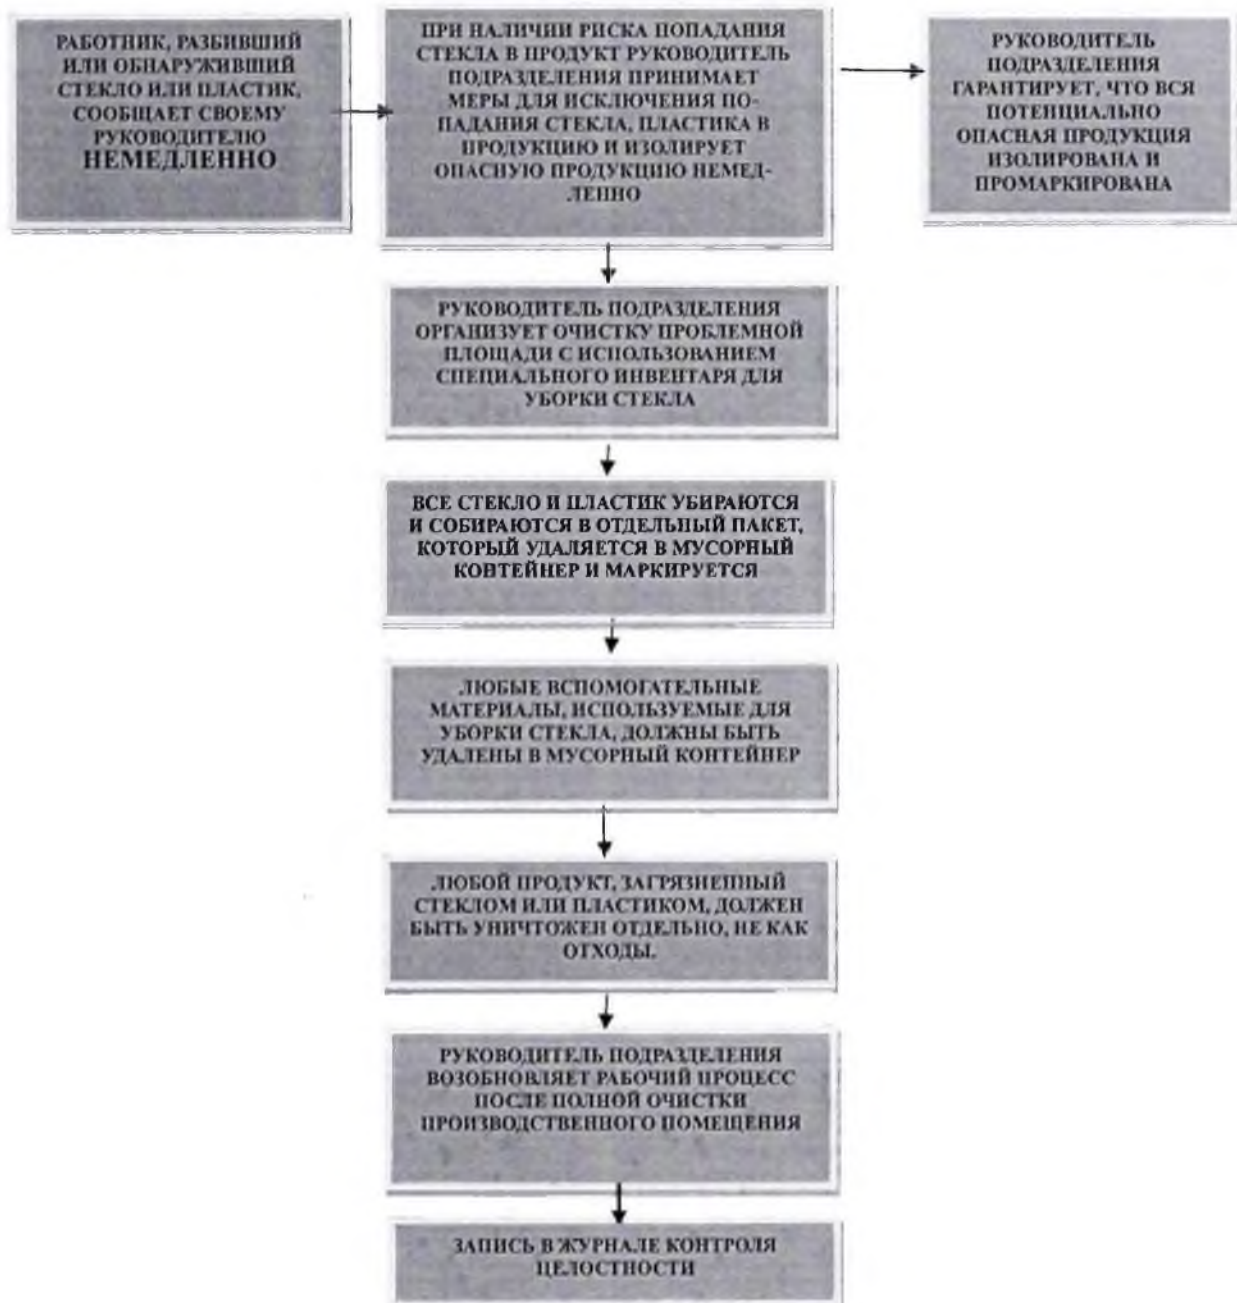 РАБОТНИК, РАЗБИВШИЙ
ИЛИ ОБНАРУЖИВШИЙ
СТЕКЛО ИЛИ ПЛАСТИК,
СООБЩАЕТ СВОЕМУ
РУКОВОДИТЕЛЮ
НЕМЕДЛЕННО
ПРИ НАЛИЧИИ РИСКА ПОПАДАНИЯ
СТЕКЛА В ПРОДУКТ РУКОВОДИТЕЛЬ
ПОДРАЗДЕЛЕНИЯ ПРИНИМАЕТ
МЕРЫ ДЛЯ ИСКЛЮЧЕНИЯ ПО-
ПАДАНИЯ СТЕКЛА, ПЛАСТИКА В
ПРОДУКЦИЮ И ИЗОЛИРУЕТ
ОПАСНУЮ ПРОДУКЦИЮ НЕМЕД-
ЛЕННО
РУКОВОДИТЕЛЬ
ПОДРАЗДЕЛЕНИЯ
ГАРАНТИРУЕТ, ЧТО ВСЯ
ПОТЕНЦИАЛЬНО
ОПАСНАЯ ПРОДУКЦИЯ
ИЗОЛИРОВАНА И
ПРОМАРКИРОВАНА
РУКОВОДИТЕЛЬ ПОДРАЗДЕЛЕНИЯ
ОРГАНИЗУЕТ ОЧИСТКУ ПРОБЛЕМНОЙ
ПЛОЩАДИ С ИСПОЛЬЗОВАНИЕМ
СПЕЦИАЛЬНОГО ИНВЕНТАРЯ ДЛЯ
УБОРКИ СТЕКЛА
ВСЕ СТЕКЛО И ПЛАСТИК УБИРАЮТСЯ
И СОБИРАЮТСЯ В ОТДЕЛЬНЫЙ ПАКЕТ,
КОТОРЫЙ УДАЛЯЕТСЯ В МУСОРНЫЙ
КОНТЕЙНЕР И МАРКИРУЕТСЯ
ЛЮБЫЕ ВСПОМОГАТЕЛЬНЫЕ
МАТЕРИАЛЫ, ИСПОЛЬЗУЕМЫЕ ДЛЯ
УБОРКИ СТЕКЛА, ДОЛЖНЫ БЫТЬ
УДАЛЕНЫ В МУСОРНЫЙ КОНТЕЙНЕР
ЛЮБОЙ ПРОДУКТ, ЗАГРЯЗНЕННЫЙ
СТЕКЛОМ ИЛИ ПЛАСТИКОМ, ДОЛЖЕН
БЫТЬ УНИЧТОЖЕН ОТДЕЛЬНО, НЕ КАК
ОТХОДЫ.
РУКОВОДИТЕЛЬ ПОДРАЗДЕЛЕНИЯ
ВОЗОБНОВЛЯЕТ РАБОЧИЙ ПРОЦЕСС
ПОСЛЕ ПОЛНОЙ ОЧИСТКИ
ПРОИЗВОДСТВЕННОГО ПОМЕЩЕНИЯ
ЗАПИСЬ В ЖУРНАЛЕ КОНТРОЛЯ
ЦЕЛОСТНОСТИ